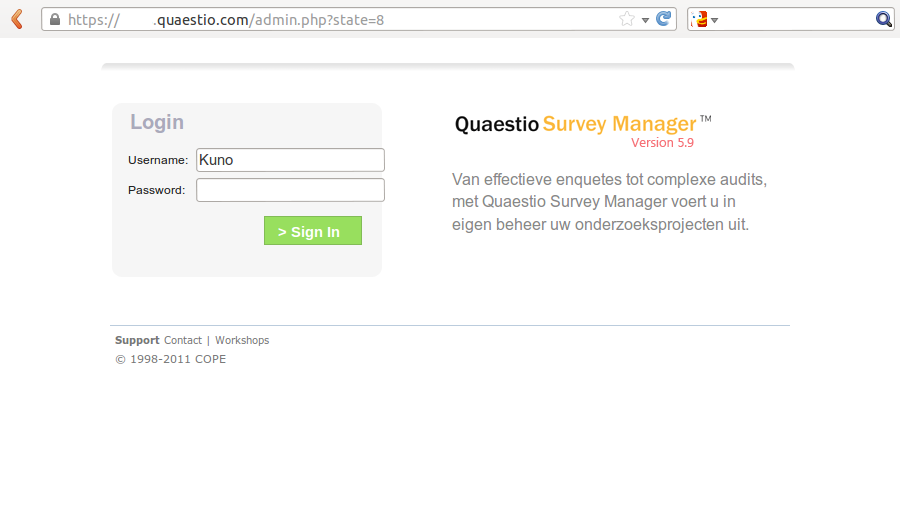 https:// .quaestio.com/admin.php?state=8
Login
Username: Kuno
Password:
> Sign In
Quaestio Survey Manager™
Version 5.9
Van effectieve enquetes tot complexe audits,
met Quaestio Survey Manager voert u in
eigen beheer uw onderzoeksprojecten uit.
Support Contact | Workshops
© 1998-2011 COPE